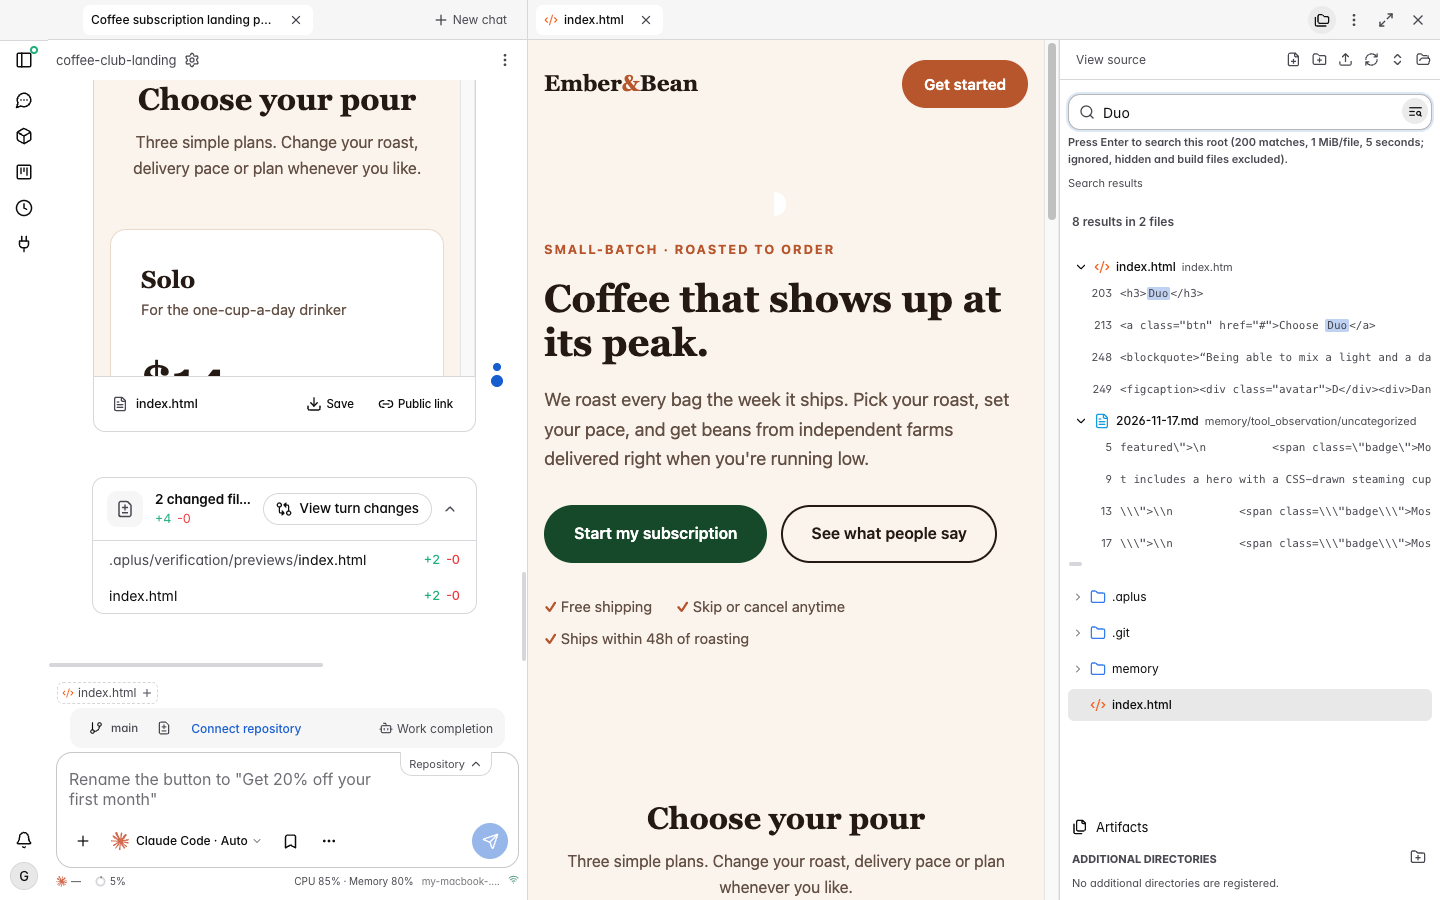 Coffee subscription landing p...
New chat
index.html
coffee-club-landing
View source
Choose your pour
Three simple plans. Change your roast,
delivery pace or plan whenever you like.
Solo
For the one-cup-a-day drinker
index.html
Save
Public link
2 changed fil...
+4 -0
View turn changes
.aplus/verification/previews/index.html
+2 -0
index.html
+2 -0
index.html
main
Connect repository
Work completion
Repository
Rename the button to "Get 20% off your
first month"
Claude Code · Auto
G
5%
CPU 85% · Memory 80%
my-macbook-....
Ember&Bean
Get started
SMALL-BATCH · ROASTED TO ORDER
Coffee that shows up at
its peak.
We roast every bag the week it ships. Pick your roast, set
your pace, and get beans from independent farms
delivered right when you're running low.
Start my subscription
See what people say
Free shipping
Skip or cancel anytime
Ships within 48h of roasting
Choose your pour
Three simple plans. Change your roast, delivery pace or plan
whenever you like.
Duo
Press Enter to search this root (200 matches, 1 MiB/file, 5 seconds;
ignored, hidden and build files excluded).
Search results
8 results in 2 files
index.html index.htm
203 <h3>Duo</h3>
213 <a class="btn" href="#">Choose Duo</a>
248 <blockquote>“Being able to mix a light and a da
249 <figcaption><div class="avatar">D</div><div>Dan
2026-11-17.md memory/tool_observation/uncategorized
5 featured\">\n <span class=\"badge\">Mo
9 t includes a hero with a CSS-drawn steaming cup
13 \\\">\\n <span class=\\\"badge\\\">Mos
17 \\\">\\n <span class=\\\"badge\\\">Mos
.aplus
.git
memory
index.html
Artifacts
ADDITIONAL DIRECTORIES
No additional directories are registered.